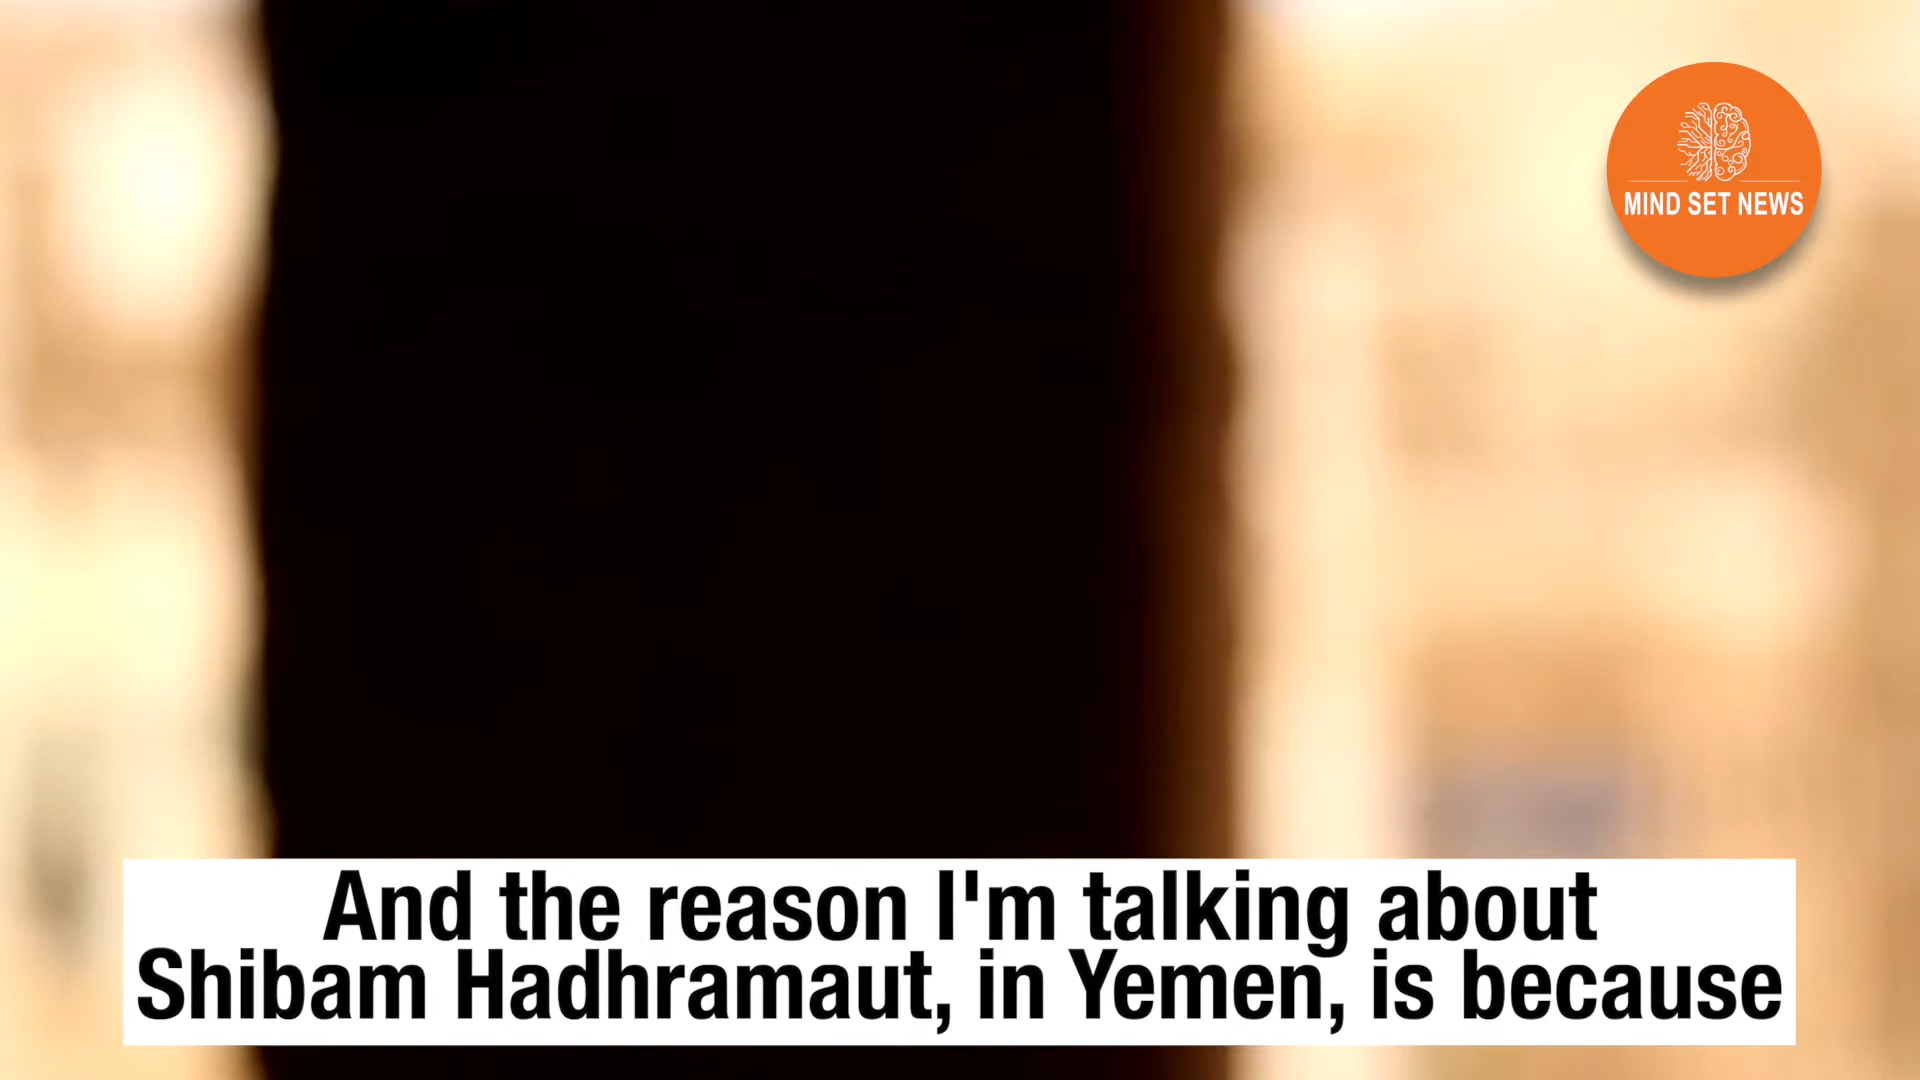 MIND SET NEWS
And the reason I'm talking about
Shibam Hadhramaut, in Yemen, is because